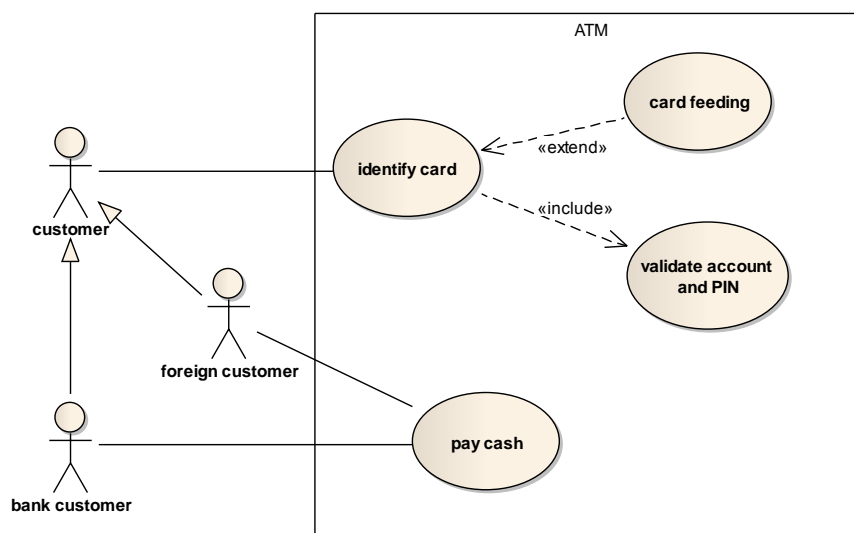 ATM
card feeding
«extend»
identify card
customer
«include»
validate account
and PIN
foreign customer
pay cash
bank customer